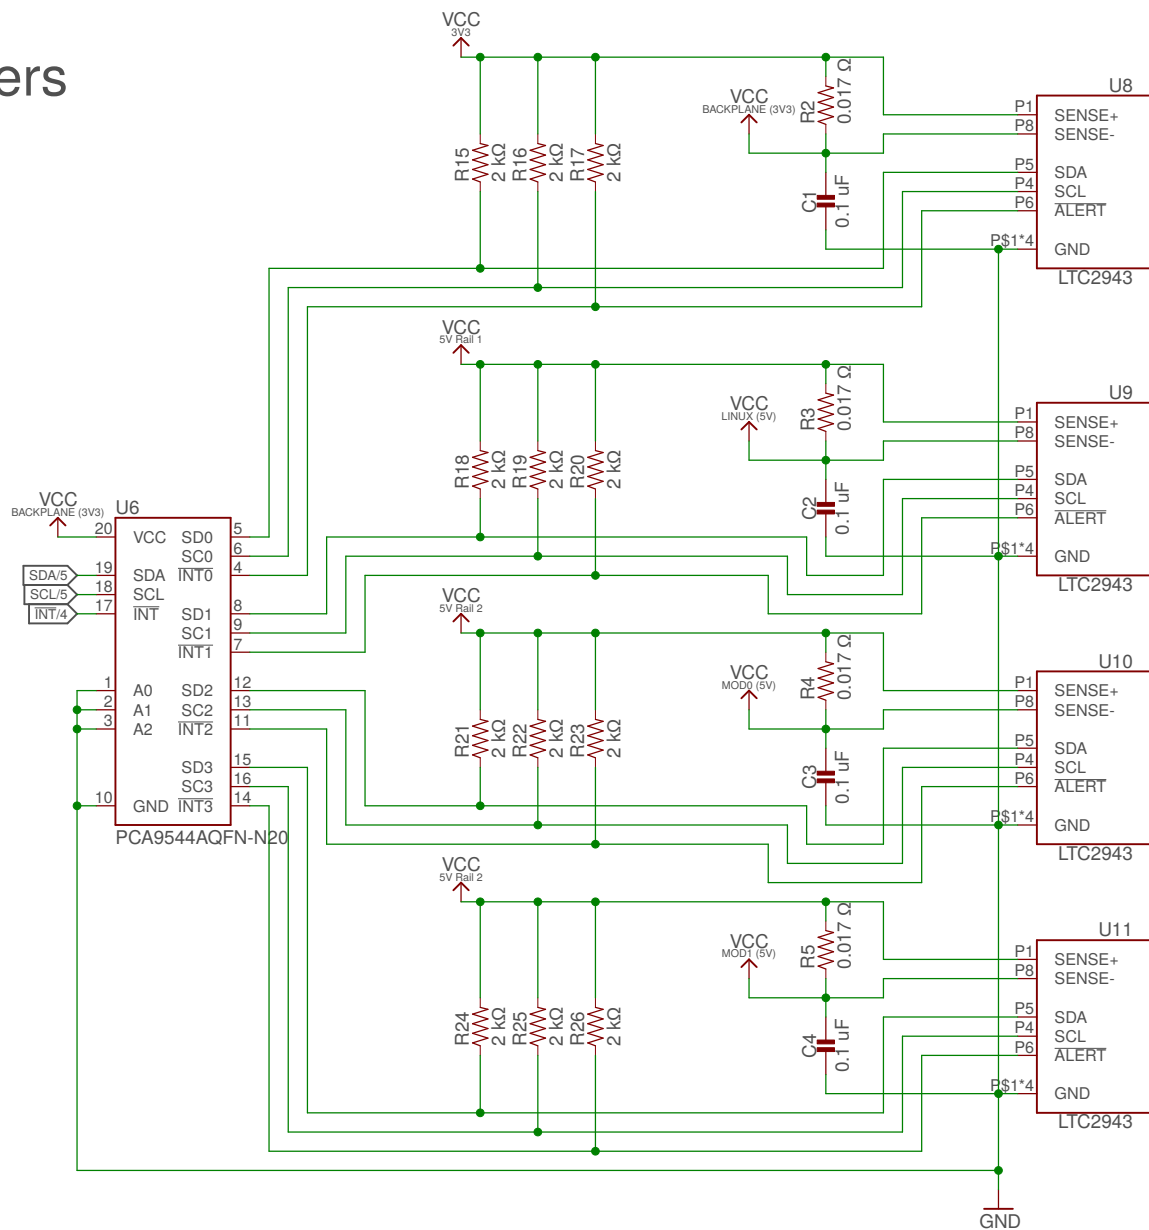 ers
VCC
3V3
R15
2 kΩ
R16
2 kΩ
R17
2 kΩ
VCC
BACKPLANE (3V3)
R2
0.017 Ω
C1
0.1 uF
U8
P1
SENSE+
P8
SENSE-
P5
SDA
P4
SCL
P6
ALERT
P$1*4
GND
LTC2943
VCC
5V Rail 1
R18
2 kΩ
R19
2 kΩ
R20
2 kΩ
VCC
LINUX (5V)
R3
0.017 Ω
C2
0.1 uF
U9
P1
SENSE+
P8
SENSE-
P5
SDA
P4
SCL
P6
ALERT
P$1*4
GND
LTC2943
VCC
BACKPLANE (3V3)
U6
20
VCC
SD0
5
SC0
6
SDA/5
19
SDA
INT0
4
SCL/5
18
SCL
INT/4
17
INT
SD1
8
SC1
9
INT1
7
1
A0
SD2
12
2
A1
SC2
13
3
A2
INT2
11
SD3
15
SC3
16
10
GND
INT3
14
PCA9544AQFN-N20
VCC
5V Rail 2
R21
2 kΩ
R22
2 kΩ
R23
2 kΩ
VCC
MOD0 (5V)
R4
0.017 Ω
C3
0.1 uF
U10
P1
SENSE+
P8
SENSE-
P5
SDA
P4
SCL
P6
ALERT
P$1*4
GND
LTC2943
VCC
5V Rail 2
R24
2 kΩ
R25
2 kΩ
R26
2 kΩ
VCC
MOD1 (5V)
R5
0.017 Ω
C4
0.1 uF
U11
P1
SENSE+
P8
SENSE-
P5
SDA
P4
SCL
P6
ALERT
P$1*4
GND
LTC2943
GND